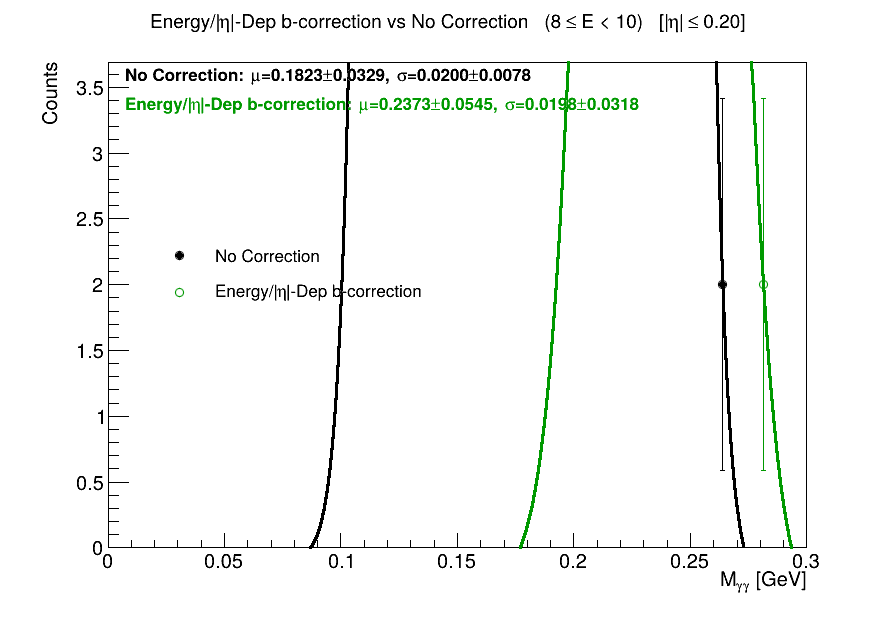 Energy/|η|-Dep b-correction vs No Correction (8 ≤ E < 10) [|η| ≤ 0.20]
Counts
No Correction: μ=0.1823±0.0329, σ=0.0200±0.0078
Energy/|η|-Dep b-correction: μ=0.2373±0.0545, σ=0.0198±0.0318
3.5
3
2.5
No Correction
2
Energy/|η|-Dep b-correction
1.5
1
0.5
0
0 0.05 0.1 0.15 0.2 0.25 0.3
Mγγ [GeV]